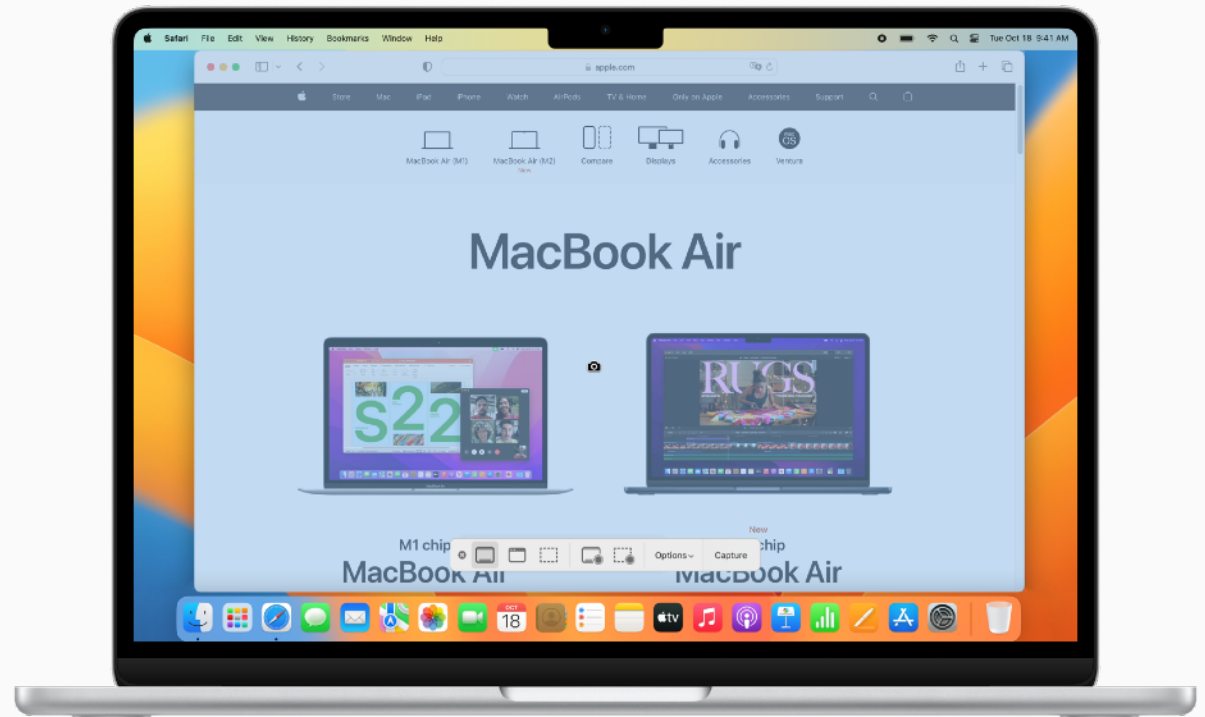 Safari File Edit View History Bookmarks Window Help Tue Oct 18 9:41 AM
apple.com
Store Mac iPad iPhone Watch AirPods TV & Home Only on Apple Accessories Support
MacBook Air (M1) MacBook Air (M2) Compare Displays Accessories Ventura
New
MacBook Air
RUGS
S22
New
M1 chip chip
MacBook Air MacBook Air
Options Capture
OCT
18
tv